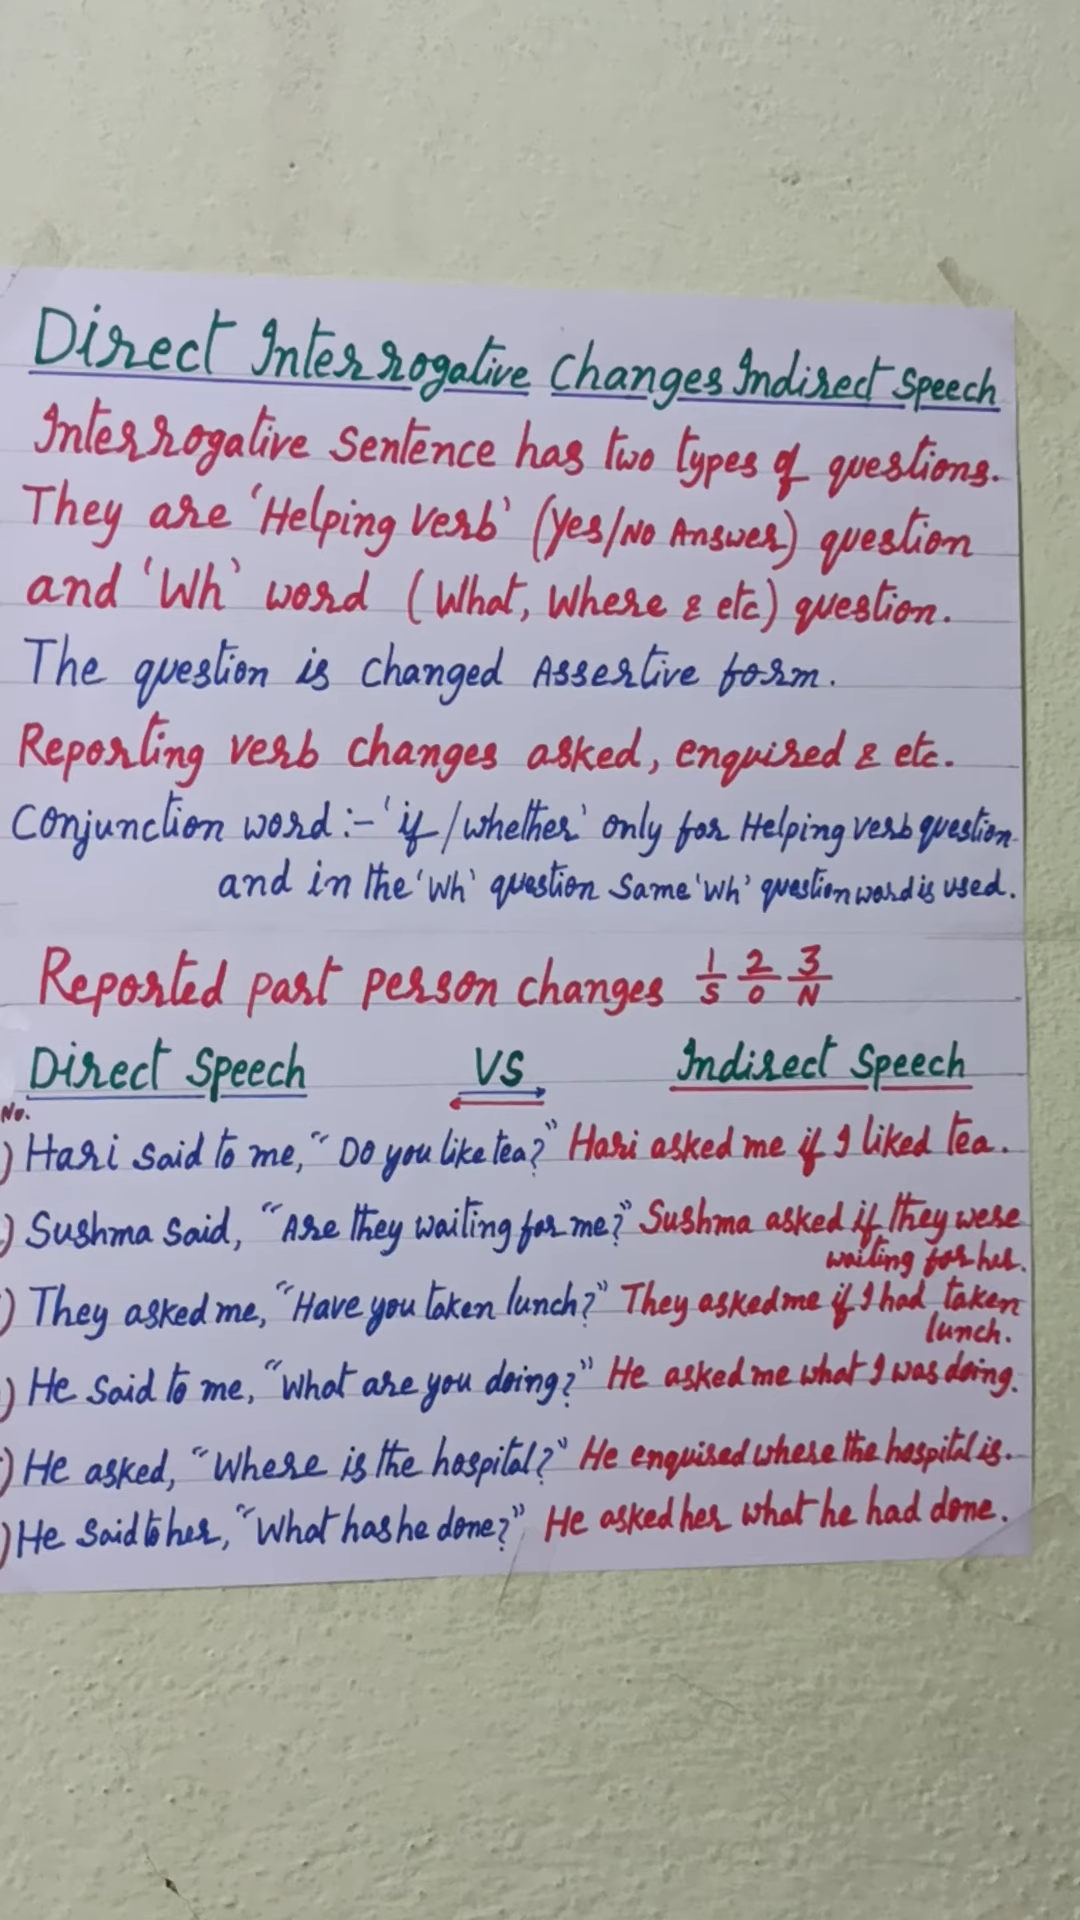 Direct Interrogative Changes Indirect Speech
Interrogative Sentence has two types of questions.
They are 'Helping verb' (Yes/No Answer) question
and 'Wh' word (What, Where & etc) question.
The question is changed Assertive form.
Reporting verb changes asked, enquired & etc.
Conjunction word :- 'if/whether' only for Helping verb question
and in the 'Wh' question Same 'Wh' question word is used.
Reported part person changes 1/S 2/O 3/N
Direct Speech VS Indirect Speech
No.
) Hari said to me, "Do you like tea?" Hari asked me if I liked tea.
) Sushma said, "Are they waiting for me?" Sushma asked if they were
waiting for her.
) They asked me, "Have you taken lunch?" They asked me if I had taken
lunch.
) He said to me, "What are you doing?" He asked me what I was doing.
) He asked, "Where is the hospital?" He enquired where the hospital is.
) He said to her, "What has he done?" He asked her what he had done.